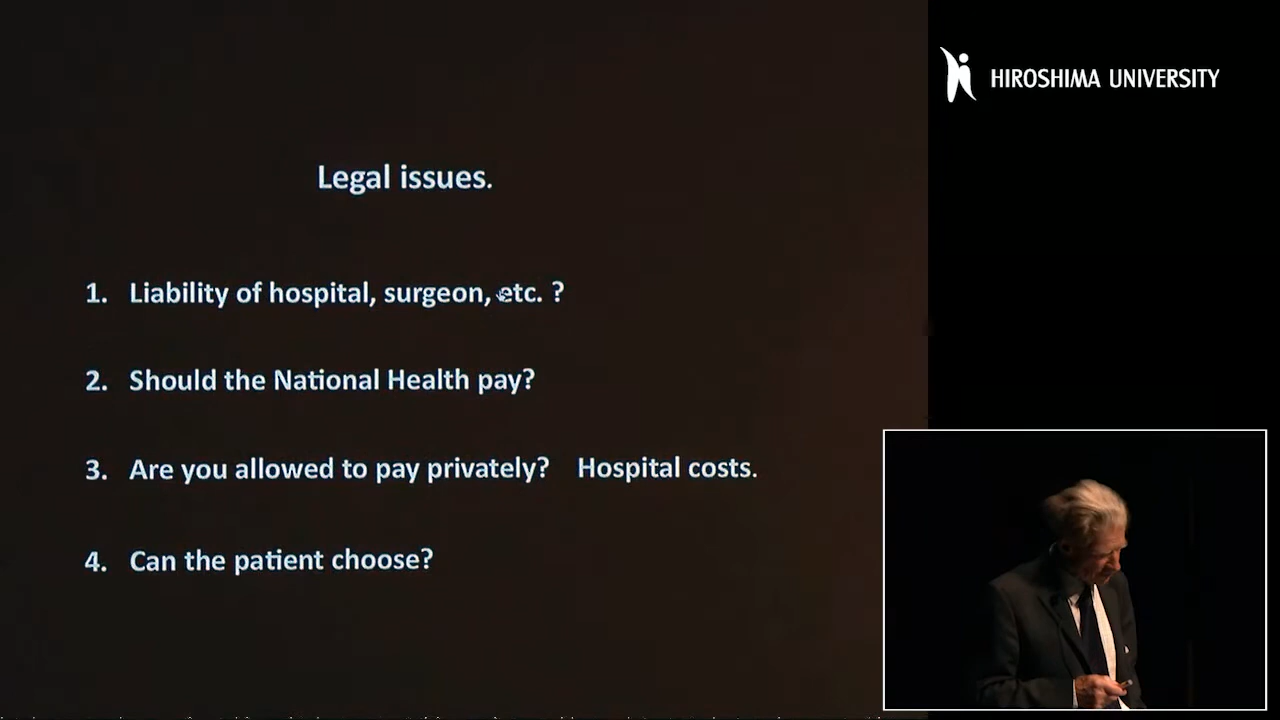 HIROSHIMA UNIVERSITY
Legal issues.
1. Liability of hospital, surgeon, etc. ?
2. Should the National Health pay?
3. Are you allowed to pay privately? Hospital costs.
4. Can the patient choose?